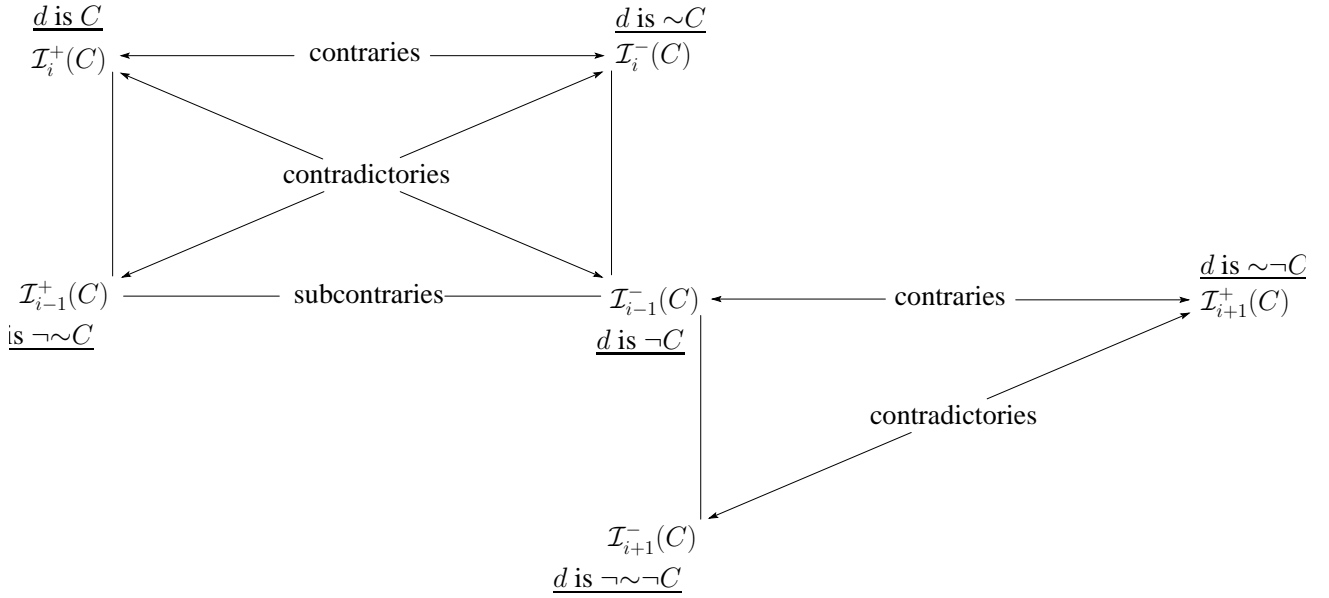 d is C
d is ∼C
𝓘ᵢ⁺(C)
contraries
𝓘ᵢ⁻(C)
contradictories
𝓘ᵢ₋₁⁺(C)
subcontraries
𝓘ᵢ₋₁⁻(C)
contraries
d is ∼¬C
𝓘ᵢ₊₁⁺(C)
is ¬∼C
d is ¬C
contradictories
𝓘ᵢ₊₁⁻(C)
d is ¬∼¬C